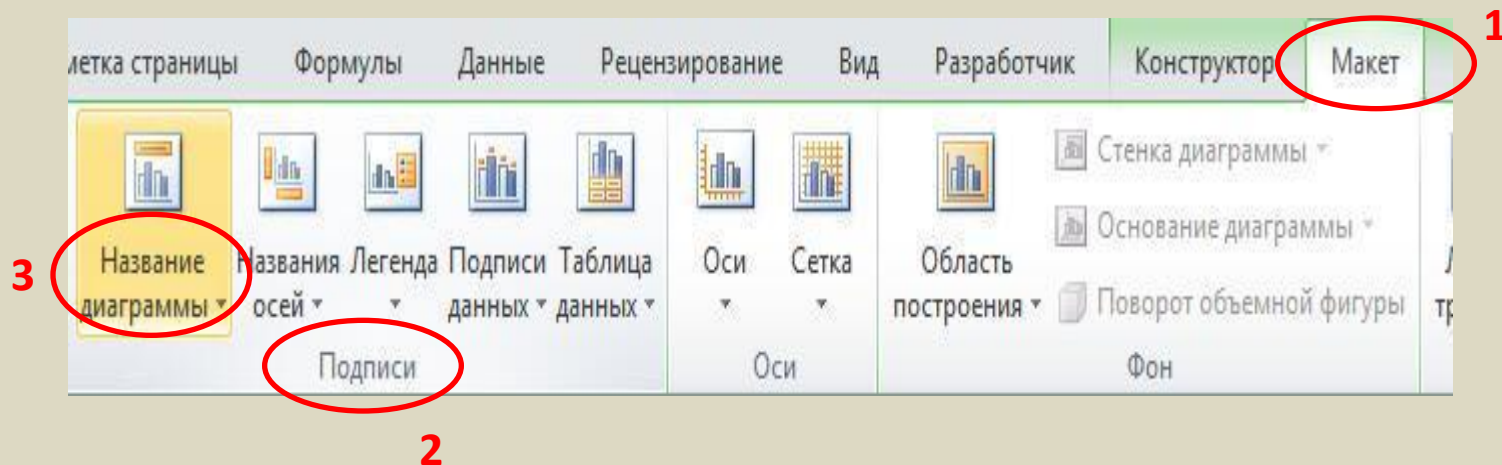 1
метка страницы Формулы Данные Рецензирование Вид Разработчик Конструктор Макет
Стенка диаграммы
Основание диаграммы
3
Название диаграммы
Названия осей
Легенда
Подписи данных
Таблица данных
Оси
Сетка
Область построения
Поворот объемной фигуры
Подписи Оси Фон
2